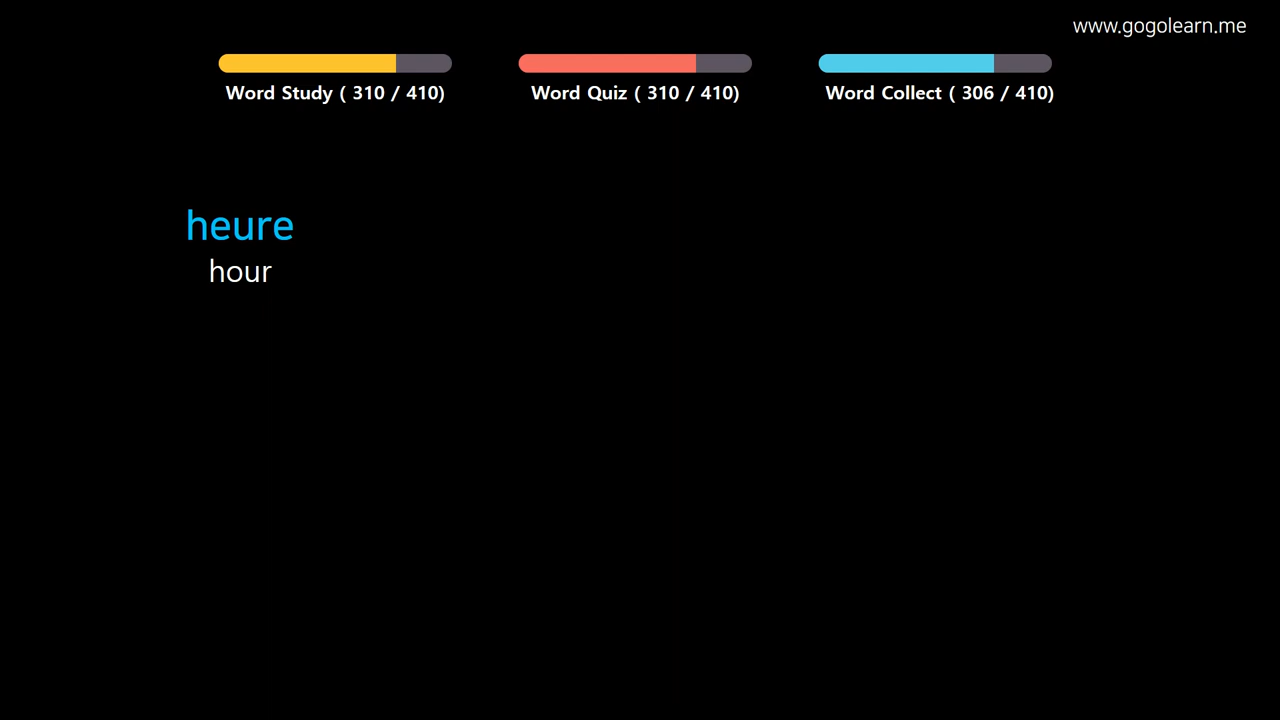 www.gogolearn.me
Word Study ( 310 / 410)
Word Quiz ( 310 / 410)
Word Collect ( 306 / 410)
heure
hour